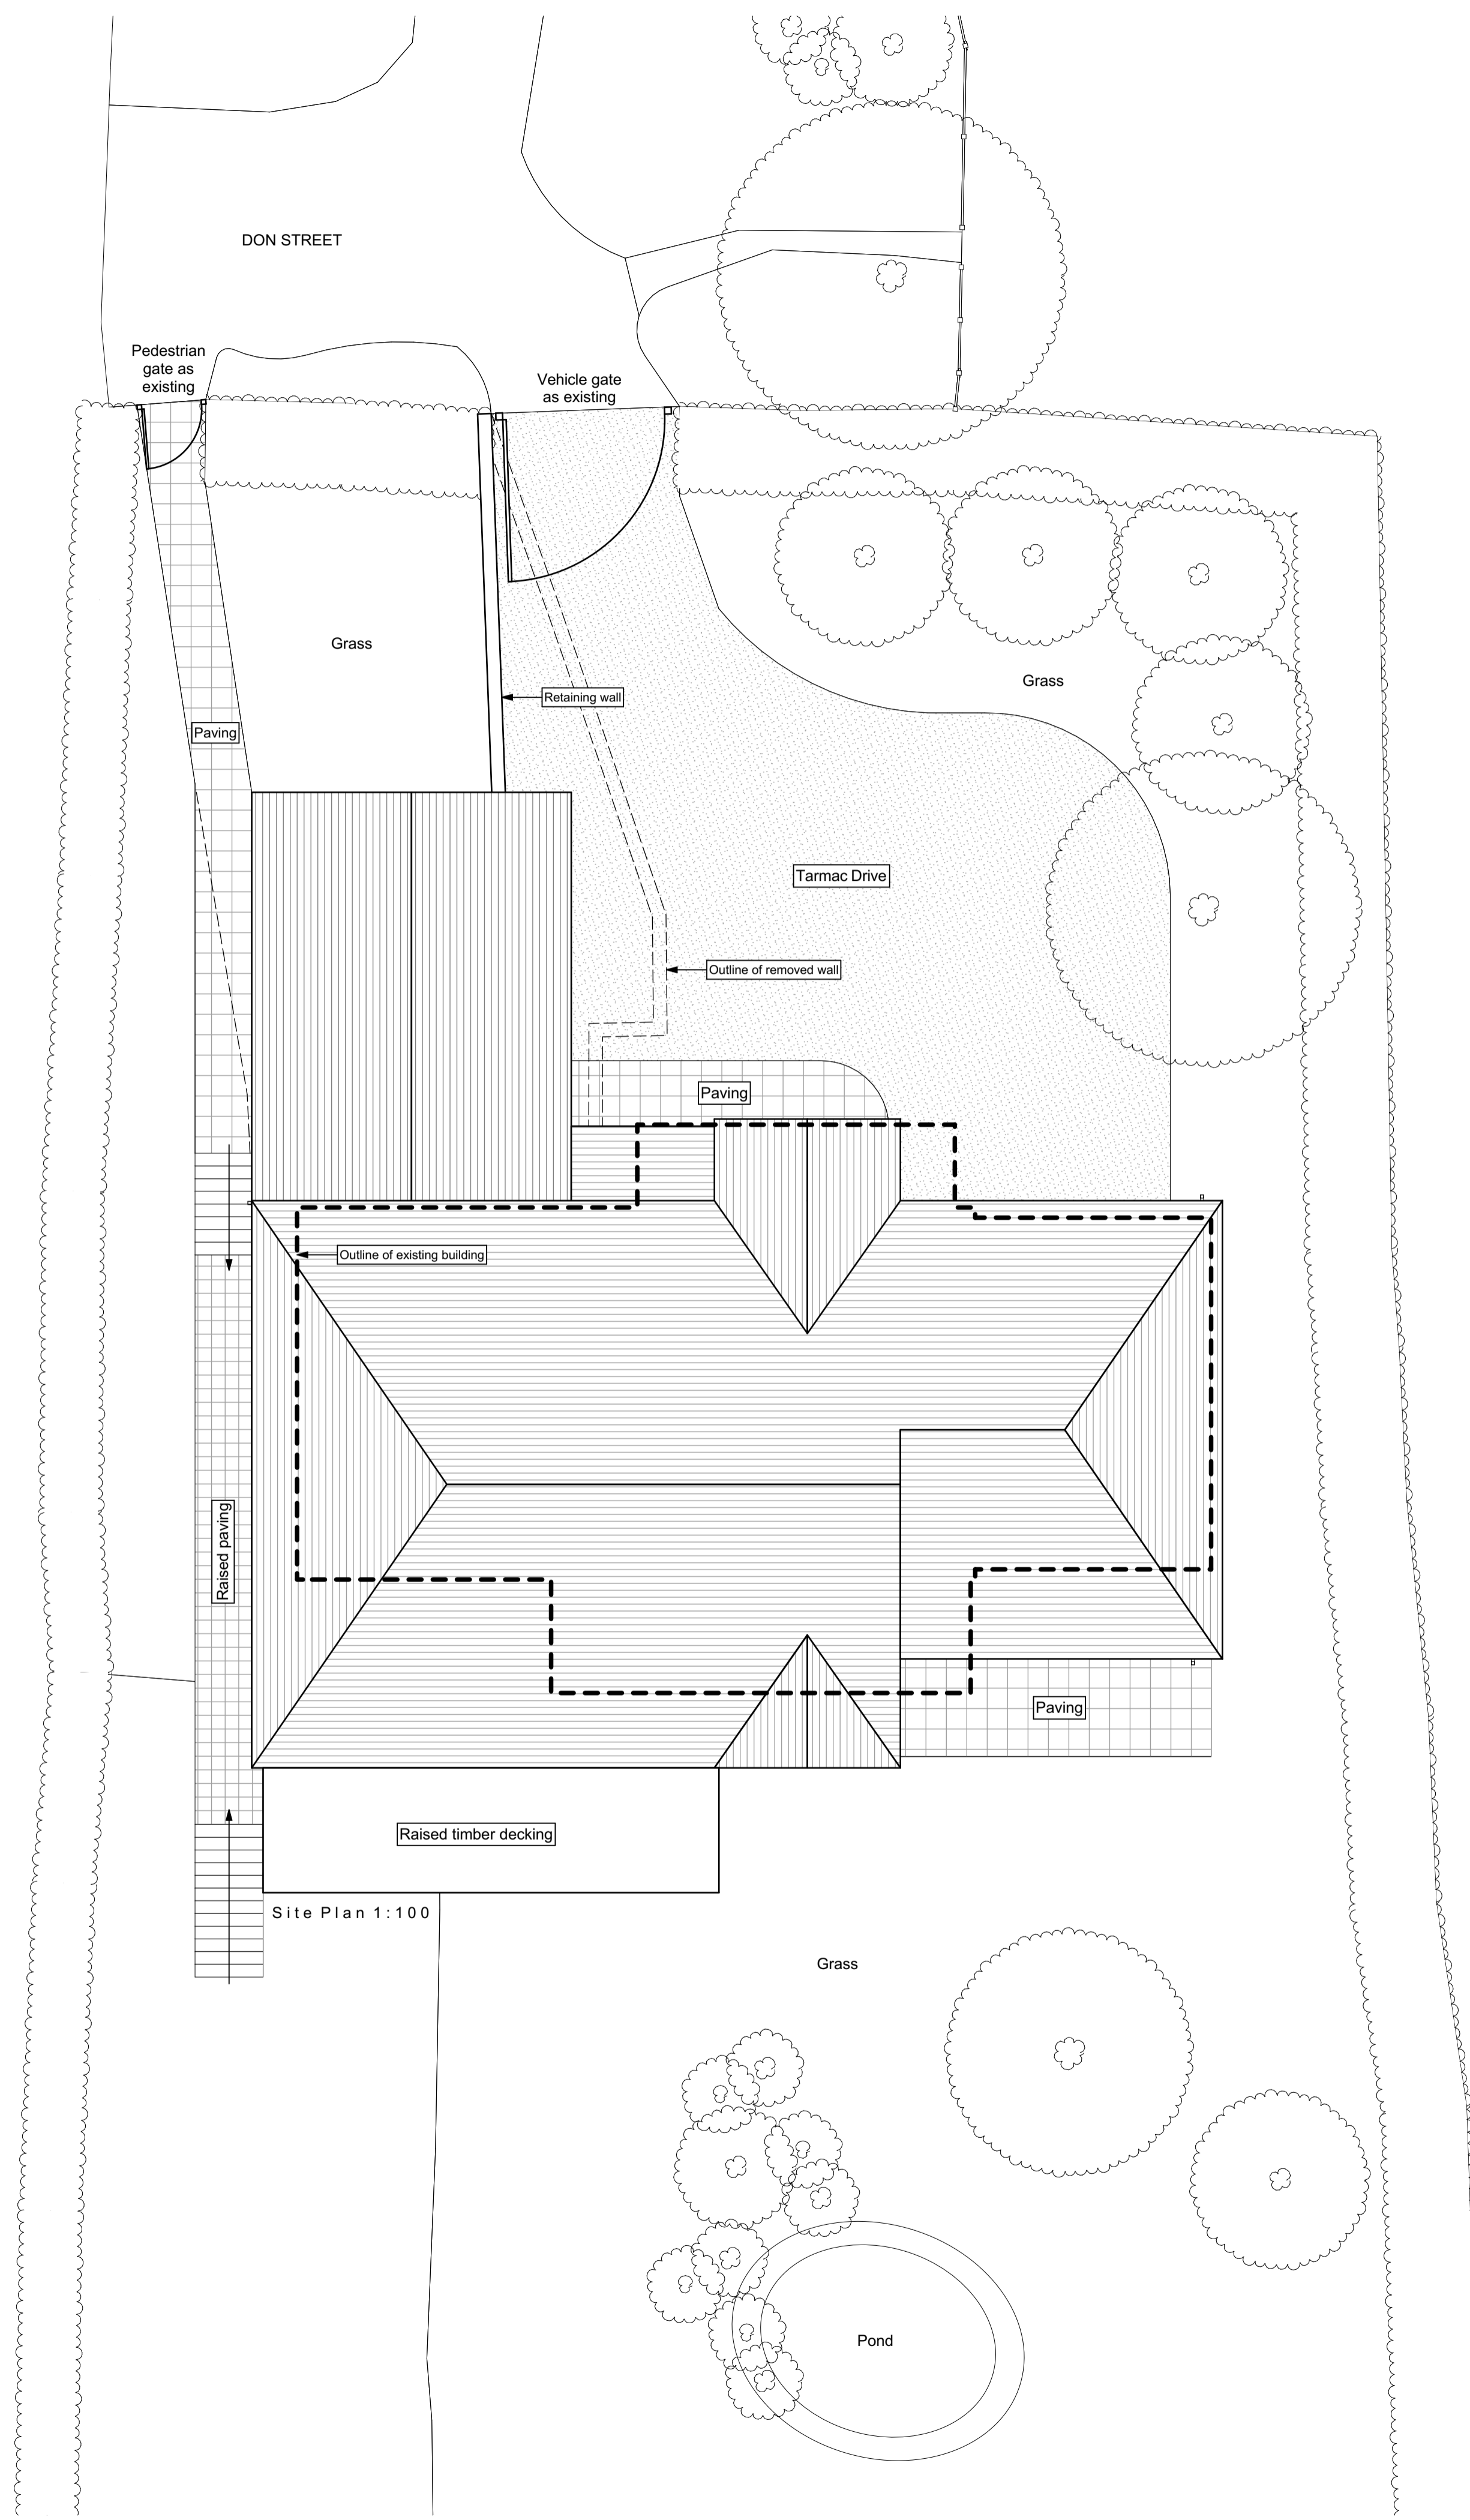 DON STREET
Pedestrian
gate as
existing
Vehicle gate
as existing
Grass
Grass
Retaining wall
Paving
Tarmac Drive
Outline of removed wall
Paving
Outline of existing building
Raised paving
Paving
Raised timber decking
Site Plan 1:100
Grass
Pond